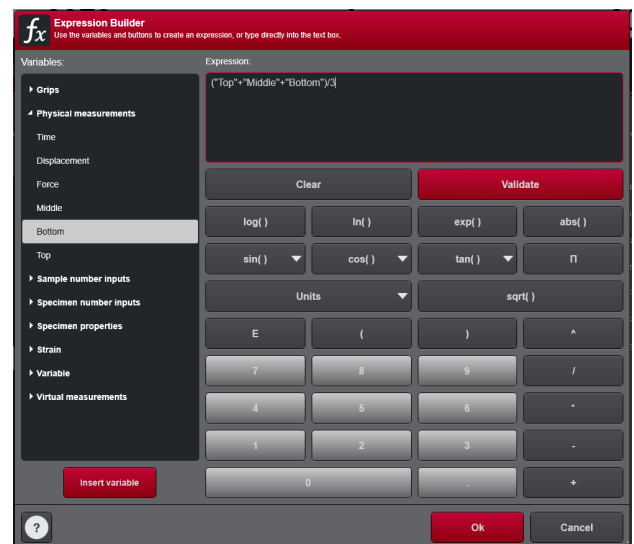 fx Expression Builder
Use the variables and buttons to create an expression, or type directly into the text box.
Variables:
Expression:
Grips
Physical measurements
Time
Displacement
Force
Middle
Bottom
Top
Sample number inputs
Specimen number inputs
Specimen properties
Strain
Variable
Virtual measurements
Insert variable
("Top"+"Middle"+"Bottom")/3
Clear Validate
log( ) ln( ) exp( ) abs( )
sin( ) cos( ) tan( ) Π
Units sqrt( )
E ( ) ^
7 8 9 /
4 5 6 *
1 2 3 -
0 . +
? Ok Cancel